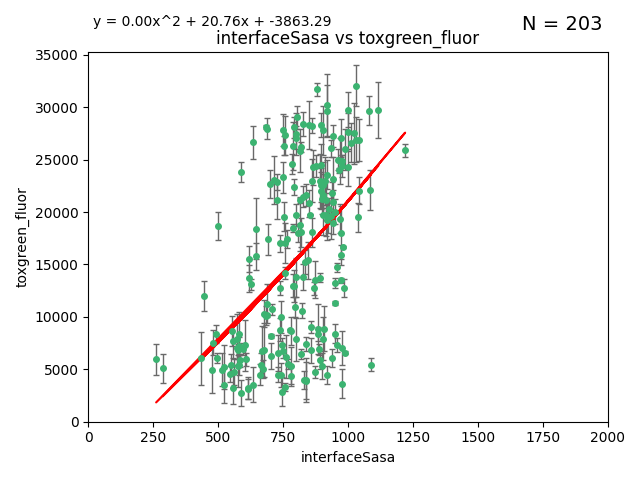 y = 0.00x^2 + 20.76x + -3863.29
N = 203
interfaceSasa vs toxgreen_fluor
35000
30000
25000
20000
15000
10000
5000
0
toxgreen_fluor
0 250 500 750 1000 1250 1500 1750 2000
interfaceSasa